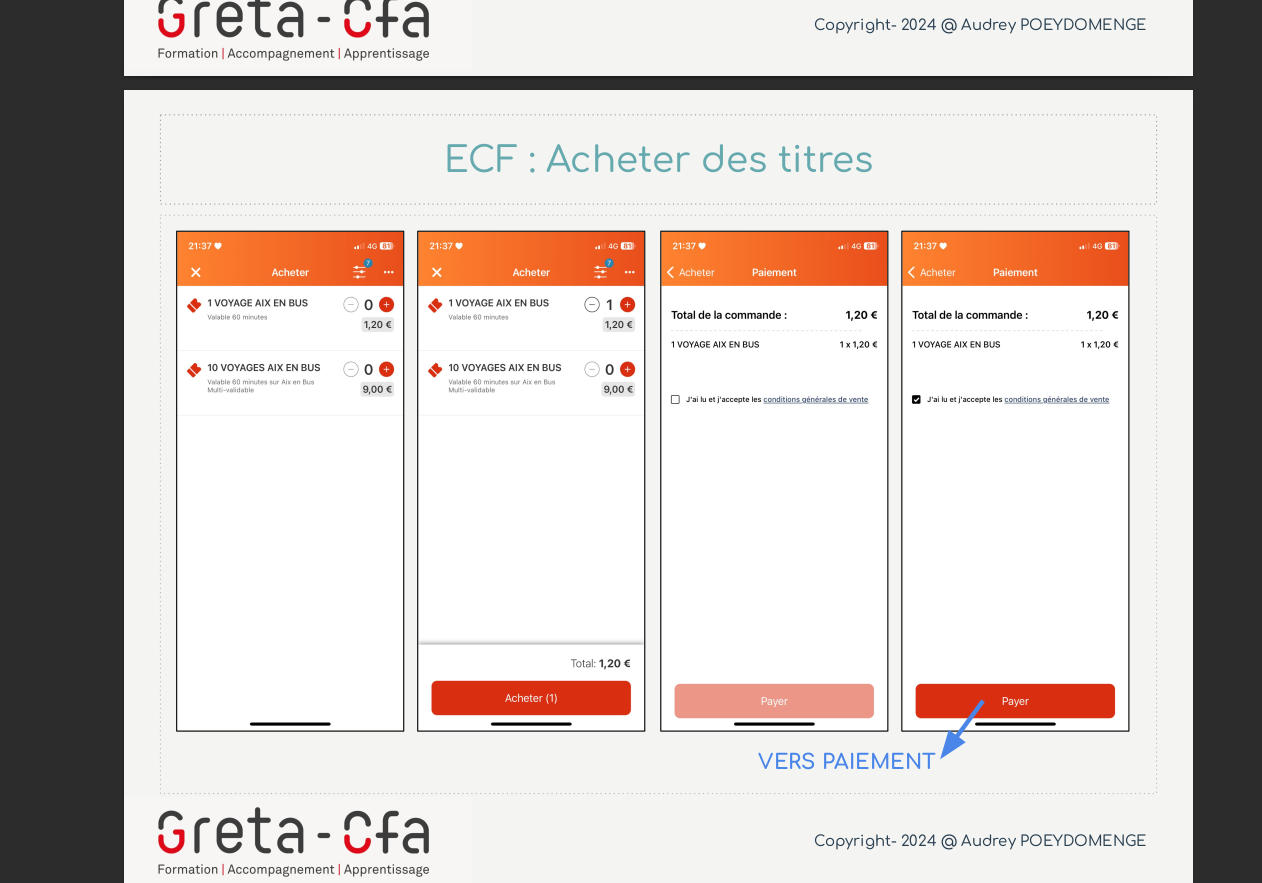 Greta - Cfa
Formation | Accompagnement | Apprentissage
Copyright- 2024 @ Audrey POEYDOMENGE
ECF : Acheter des titres
21:37 4G 61
Acheter 7 ...
1 VOYAGE AIX EN BUS 0
Valable 60 minutes
1,20 €
10 VOYAGES AIX EN BUS 0
Valable 60 minutes sur Aix en Bus
Multi-validable
9,00 €
21:37 4G 61
Acheter 7 ...
1 VOYAGE AIX EN BUS 1
Valable 60 minutes
1,20 €
10 VOYAGES AIX EN BUS 0
Valable 60 minutes sur Aix en Bus
Multi-validable
9,00 €
Total: 1,20 €
Acheter (1)
21:37 4G 61
Acheter Paiement
Total de la commande : 1,20 €
1 VOYAGE AIX EN BUS 1 x 1,20 €
J'ai lu et j'accepte les conditions générales de vente
Payer
21:37 4G 61
Acheter Paiement
Total de la commande : 1,20 €
1 VOYAGE AIX EN BUS 1 x 1,20 €
J'ai lu et j'accepte les conditions générales de vente
Payer
VERS PAIEMENT
Greta - Cfa
Formation | Accompagnement | Apprentissage
Copyright- 2024 @ Audrey POEYDOMENGE